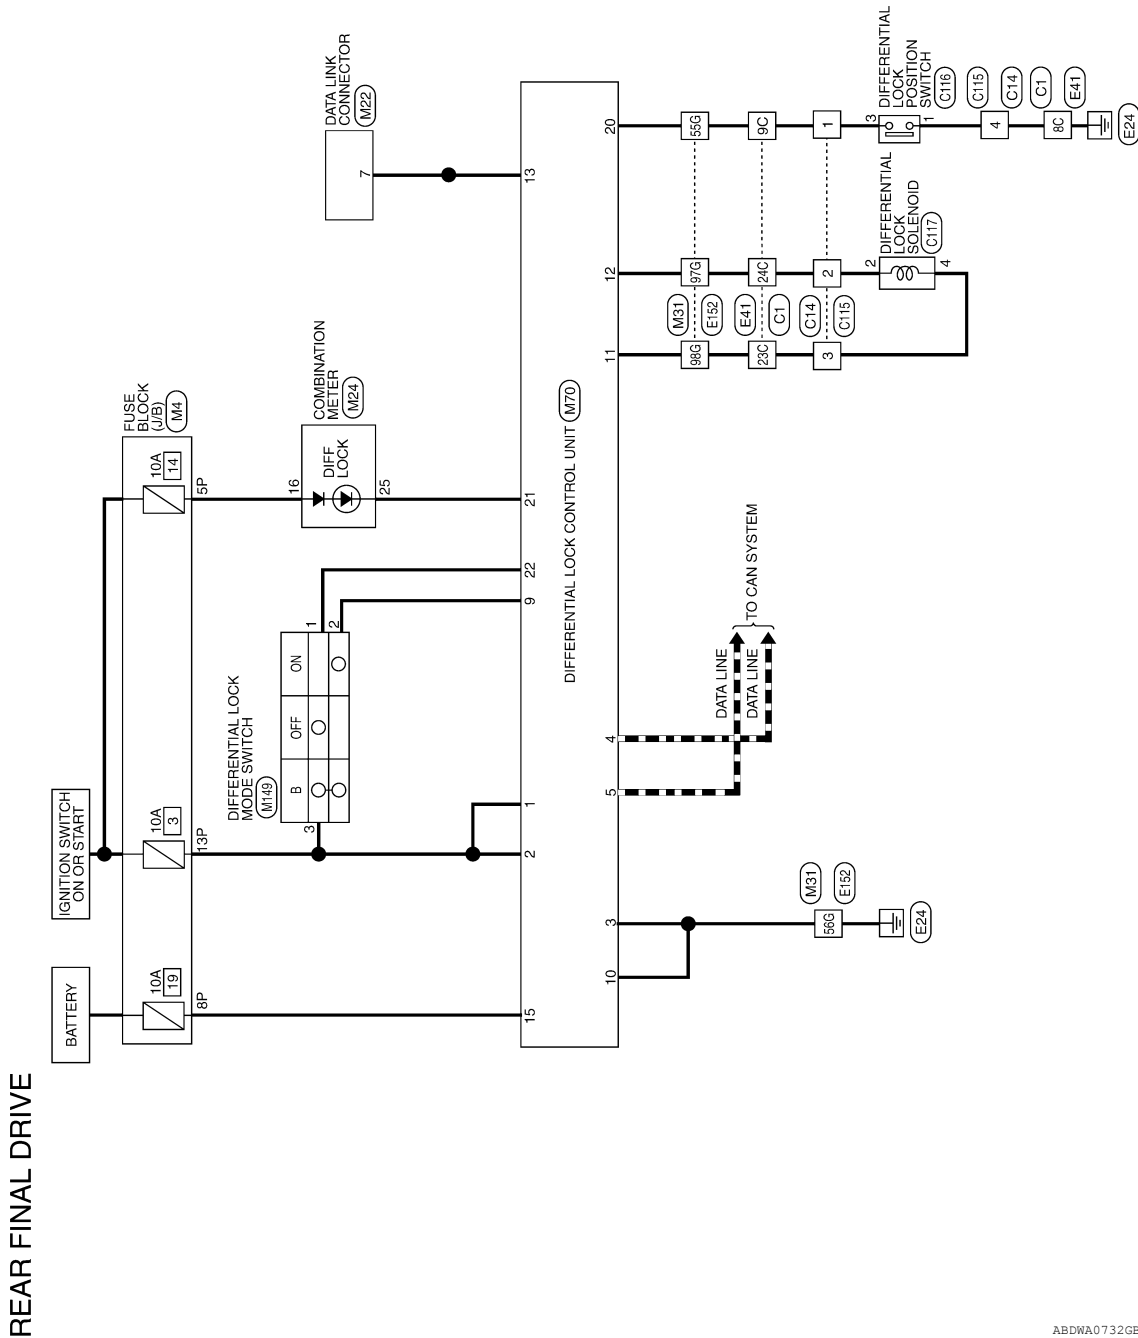 REAR FINAL DRIVE
BATTERY
IGNITION SWITCH
ON OR START
FUSE
BLOCK
(J/B)
M4
10A
19
8P
10A
3
13P
10A
14
5P
DIFFERENTIAL LOCK
MODE SWITCH
M149
B
OFF
ON
3
1
2
COMBINATION
METER
M24
16
DIFF
LOCK
25
DATA LINK
CONNECTOR
M22
7
15
2
1
9
22
21
13
DIFFERENTIAL LOCK CONTROL UNIT
M70
10
3
5
4
11
12
20
DATA LINE
DATA LINE
TO CAN SYSTEM
56G
M31
E152
E24
98G
97G
55G
M31
E152
23C
24C
9C
E41
C1
3
2
1
C14
C115
2
4
DIFFERENTIAL
LOCK
SOLENOID
C117
3
1
DIFFERENTIAL
LOCK
POSITION
SWITCH
C116
4
C115
C14
8C
C1
E41
E24
ABDWA0732GB